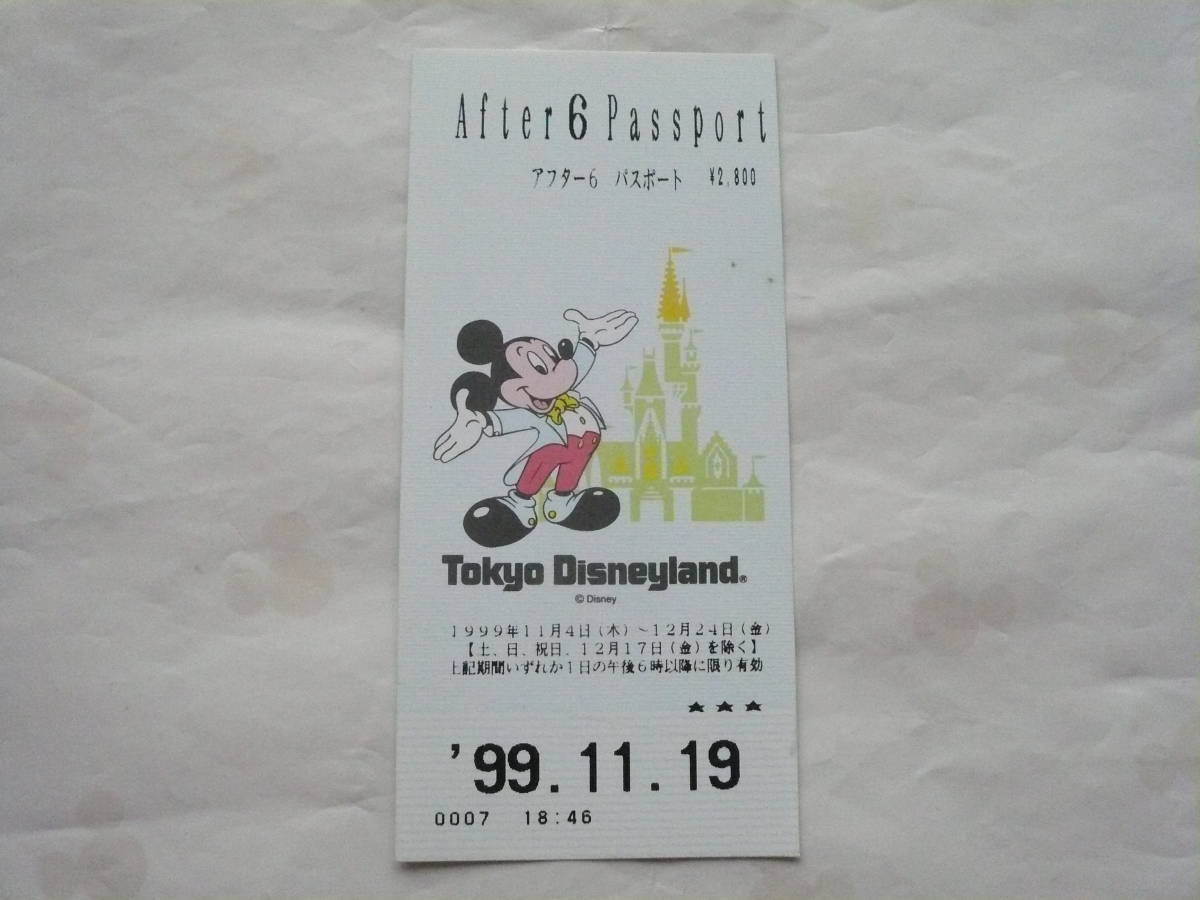 After 6 Passport
アフター6 パスポート ¥2,800
Tokyo Disneyland®
© Disney
1999年11月4日(木)~12月24日(金)
【土、日、祝日、12月17日(金)を除く】
上記期間いずれか1日の午後6時以降に限り有効
★★★
'99.11.19
0007 18:46